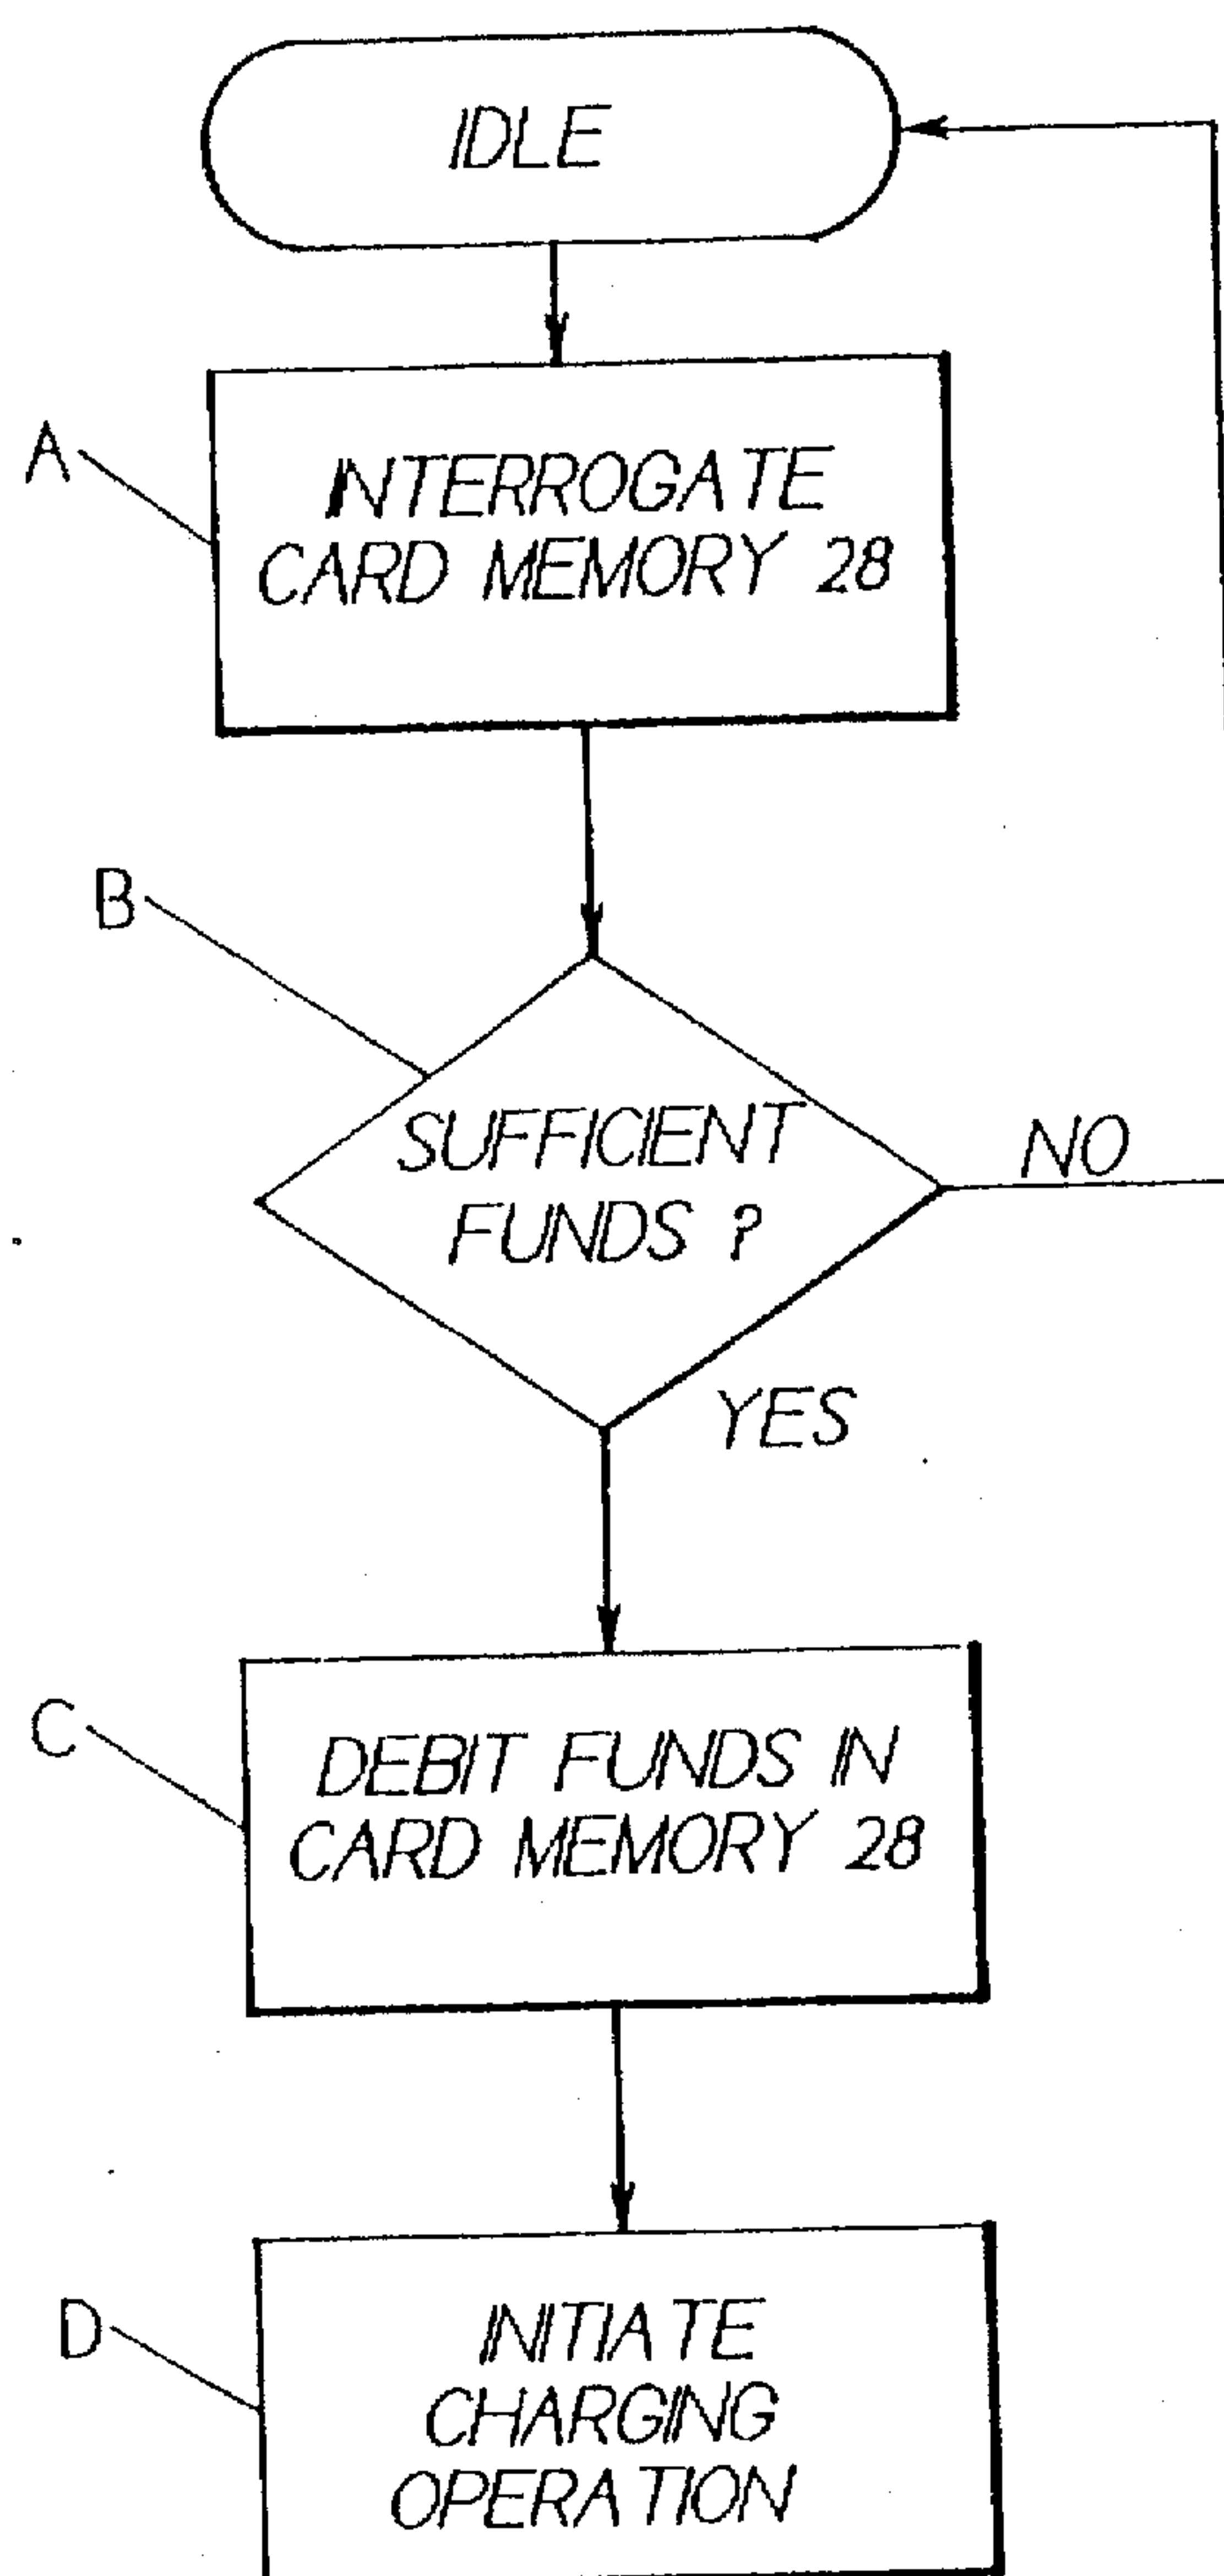 IDLE
A
INTERROGATE
CARD MEMORY 28
B
SUFFICIENT
FUNDS ?
NO
YES
C
DEBIT FUNDS IN
CARD MEMORY 28
D
INITIATE
CHARGING
OPERATION